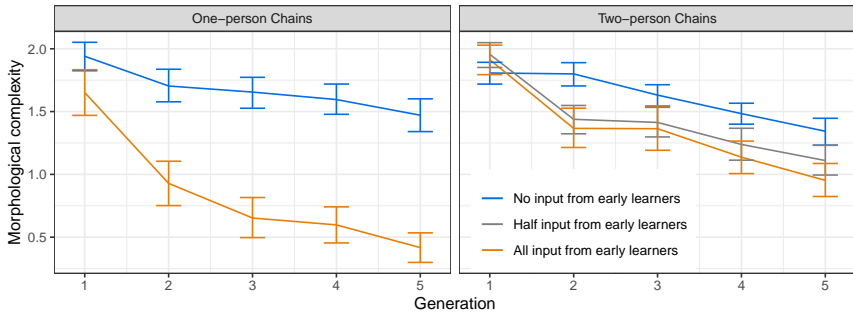 One−person Chains
Two−person Chains
Morphological complexity
2.0
1.5
1.0
0.5
No input from early learners
Half input from early learners
All input from early learners
1 2 3 4 5
1 2 3 4 5
Generation